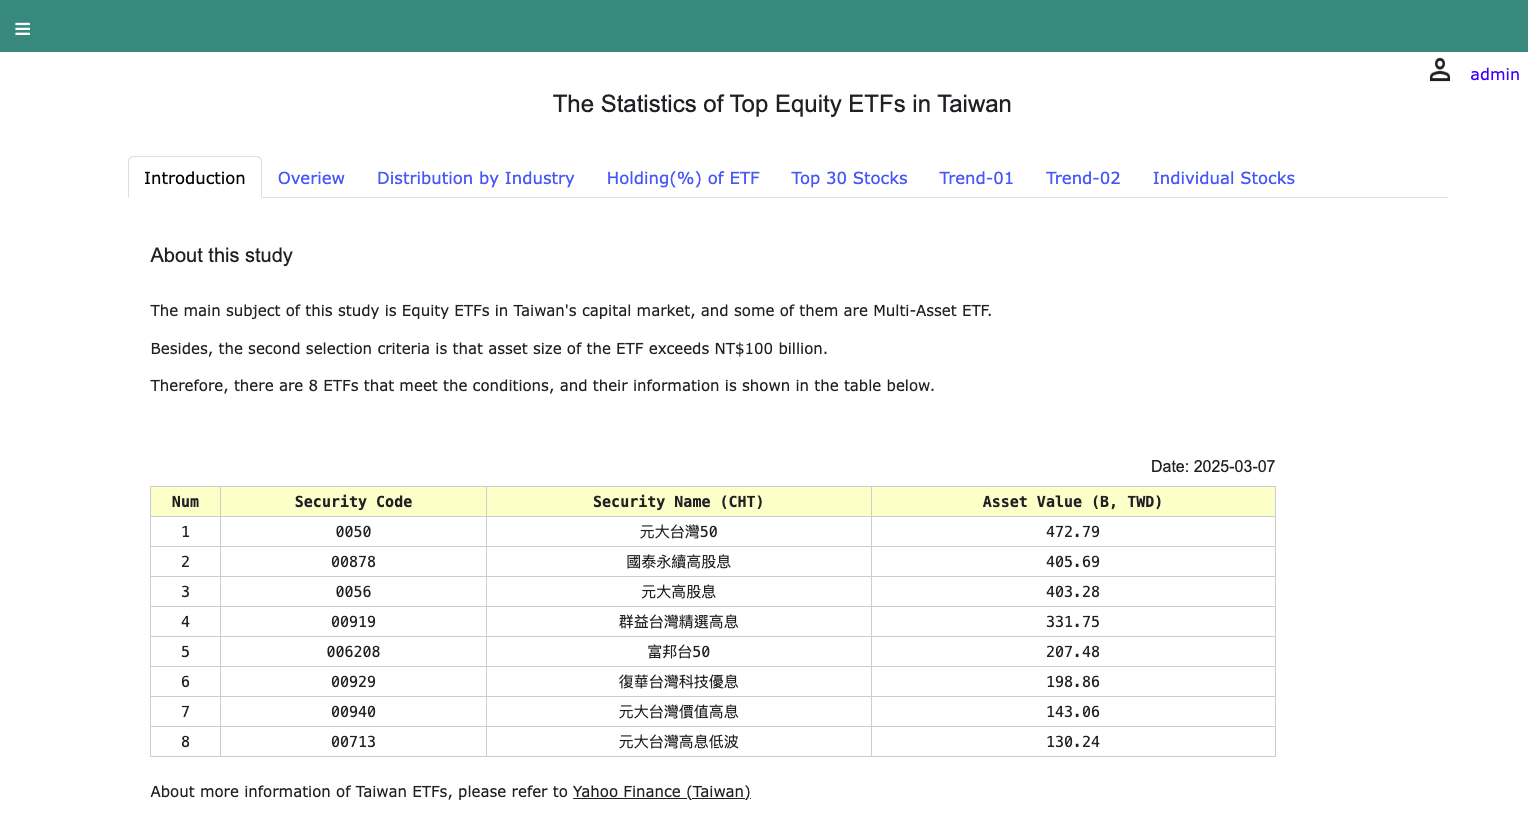 admin
The Statistics of Top Equity ETFs in Taiwan
Introduction Overiew Distribution by Industry Holding(%) of ETF Top 30 Stocks Trend-01 Trend-02 Individual Stocks
About this study
The main subject of this study is Equity ETFs in Taiwan's capital market, and some of them are Multi-Asset ETF.
Besides, the second selection criteria is that asset size of the ETF exceeds NT$100 billion.
Therefore, there are 8 ETFs that meet the conditions, and their information is shown in the table below.
Date: 2025-03-07
Num Security Code Security Name (CHT) Asset Value (B, TWD)
1 0050 元大台灣50 472.79
2 00878 國泰永續高股息 405.69
3 0056 元大高股息 403.28
4 00919 群益台灣精選高息 331.75
5 006208 富邦台50 207.48
6 00929 復華台灣科技優息 198.86
7 00940 元大台灣價值高息 143.06
8 00713 元大台灣高息低波 130.24
About more information of Taiwan ETFs, please refer to Yahoo Finance (Taiwan)